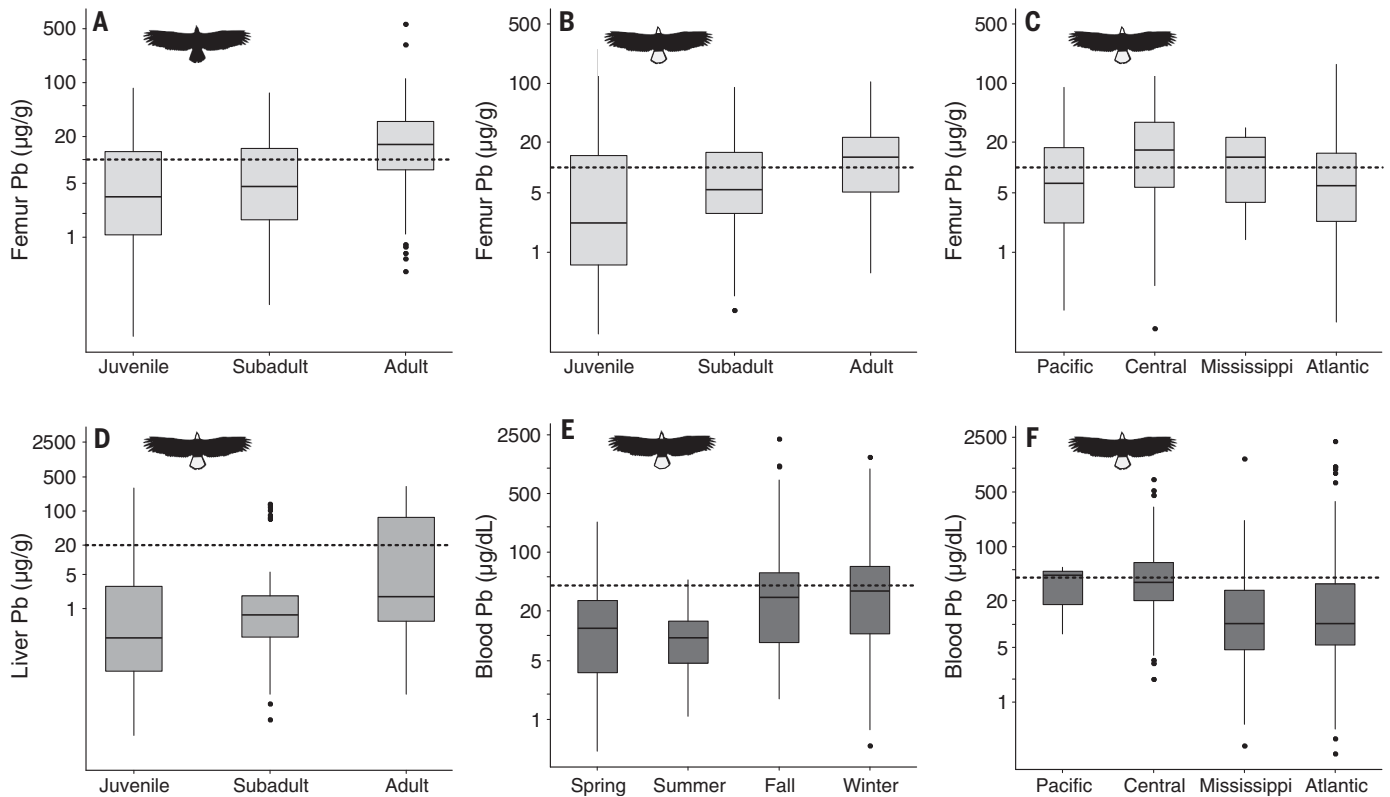 A
Femur Pb (µg/g)
500
100
20
5
1
Juvenile Subadult Adult
B
Femur Pb (µg/g)
500
100
20
5
1
Juvenile Subadult Adult
C
Femur Pb (µg/g)
500
100
20
5
1
Pacific Central Mississippi Atlantic
D
Liver Pb (µg/g)
2500
500
100
20
5
1
Juvenile Subadult Adult
E
Blood Pb (µg/dL)
2500
500
100
20
5
1
Spring Summer Fall Winter
F
Blood Pb (µg/dL)
2500
500
100
20
5
1
Pacific Central Mississippi Atlantic